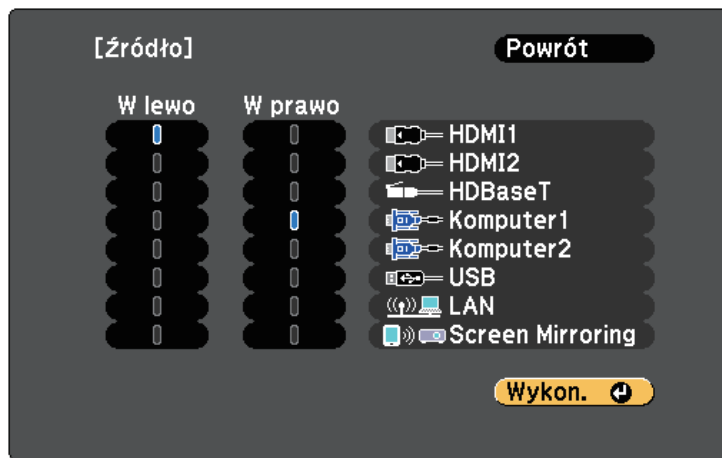 [Źródło]
Powrót
W lewo W prawo
HDMI1
HDMI2
HDBaseT
Komputer1
Komputer2
USB
LAN
Screen Mirroring
Wykon.